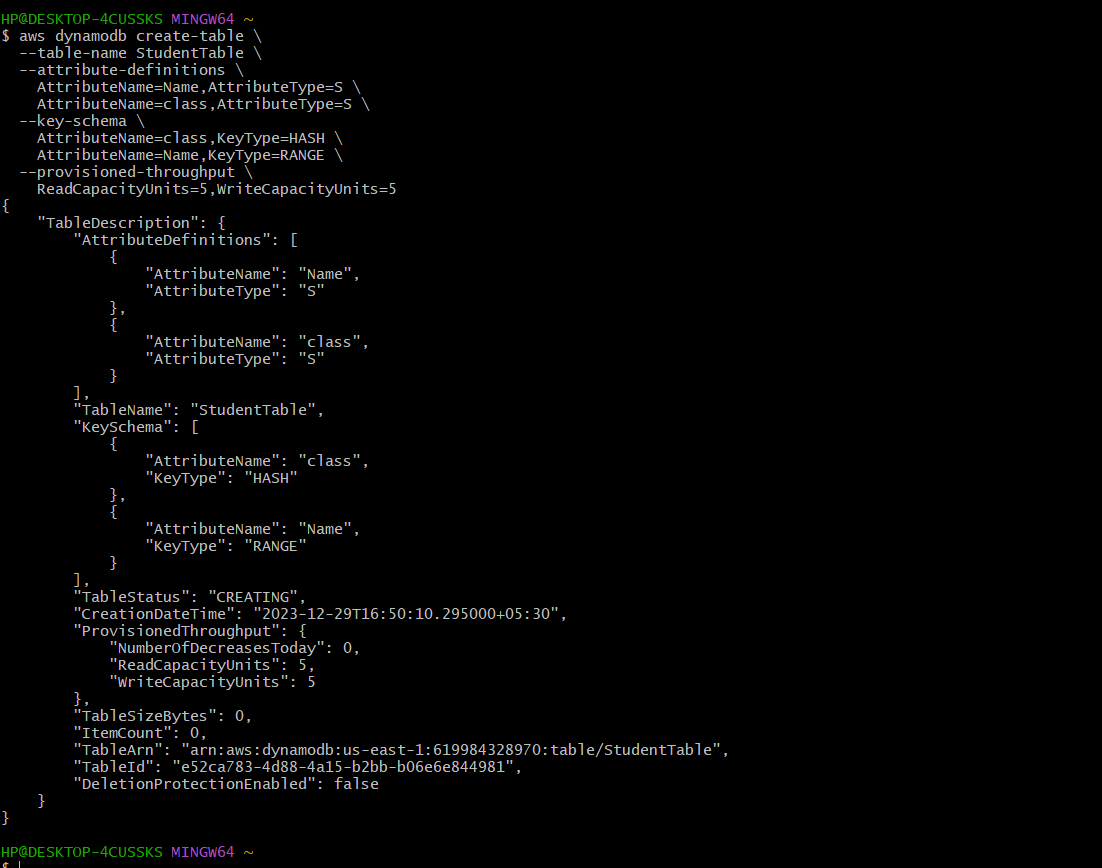 HP@DESKTOP-4CUSSKS MINGW64 ~
$ aws dynamodb create-table \
  --table-name StudentTable \
  --attribute-definitions \
    AttributeName=Name,AttributeType=S \
    AttributeName=class,AttributeType=S \
  --key-schema \
    AttributeName=class,KeyType=HASH \
    AttributeName=Name,KeyType=RANGE \
  --provisioned-throughput \
    ReadCapacityUnits=5,WriteCapacityUnits=5
{
    "TableDescription": {
        "AttributeDefinitions": [
            {
                "AttributeName": "Name",
                "AttributeType": "S"
            },
            {
                "AttributeName": "class",
                "AttributeType": "S"
            }
        ],
        "TableName": "StudentTable",
        "KeySchema": [
            {
                "AttributeName": "class",
                "KeyType": "HASH"
            },
            {
                "AttributeName": "Name",
                "KeyType": "RANGE"
            }
        ],
        "TableStatus": "CREATING",
        "CreationDateTime": "2023-12-29T16:50:10.295000+05:30",
        "ProvisionedThroughput": {
            "NumberOfDecreasesToday": 0,
            "ReadCapacityUnits": 5,
            "WriteCapacityUnits": 5
        },
        "TableSizeBytes": 0,
        "ItemCount": 0,
        "TableArn": "arn:aws:dynamodb:us-east-1:619984328970:table/StudentTable",
        "TableId": "e52ca783-4d88-4a15-b2bb-b06e6e844981",
        "DeletionProtectionEnabled": false
    }
}
HP@DESKTOP-4CUSSKS MINGW64 ~
$